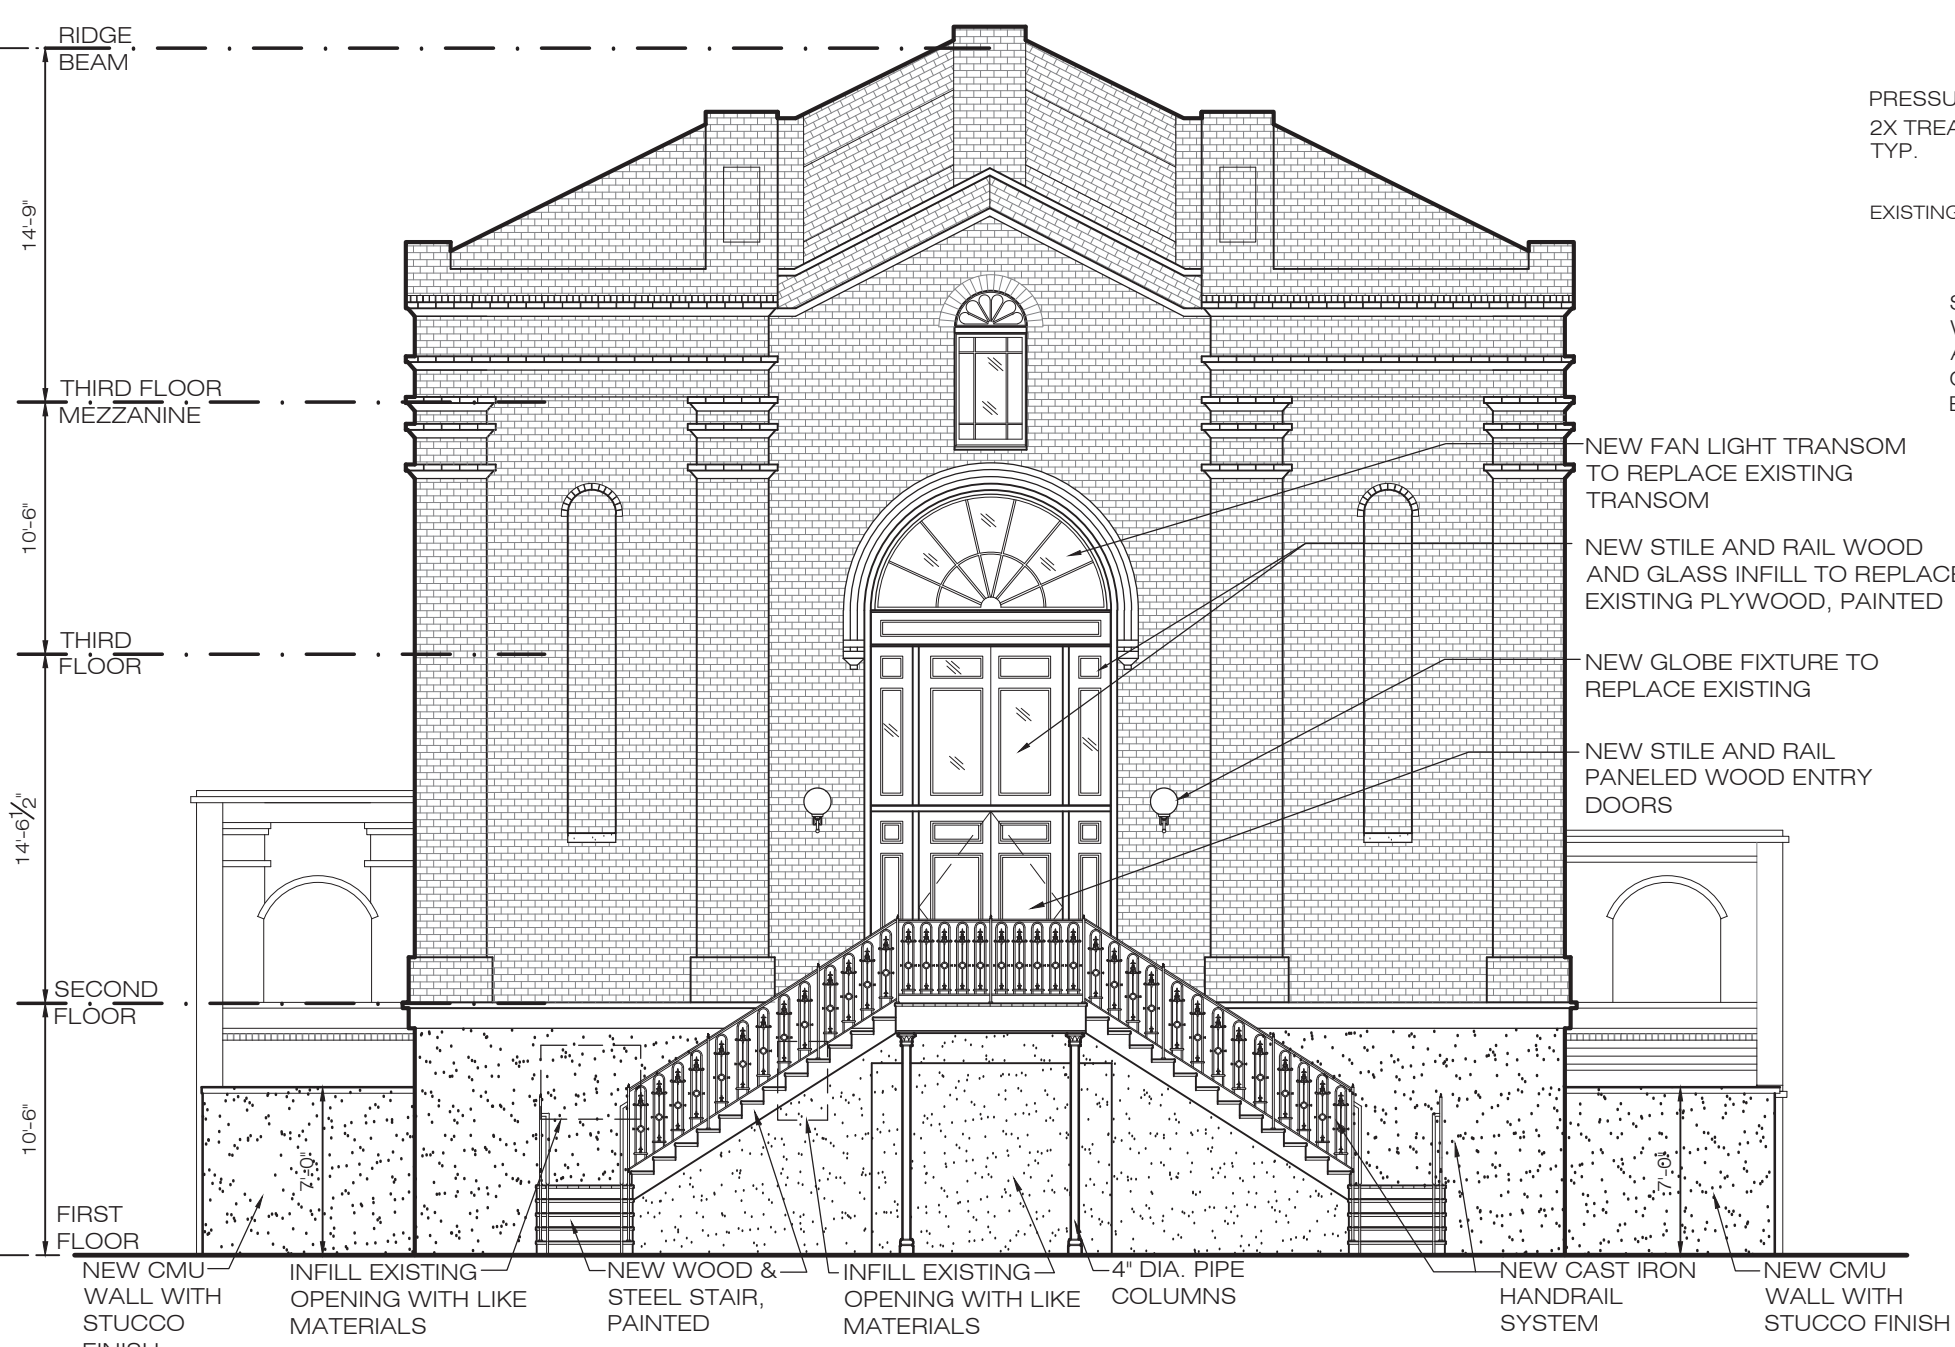 RIDGE
BEAM
14'-9"
THIRD FLOOR
MEZZANINE
10'-6"
THIRD
FLOOR
14'-6½"
SECOND
FLOOR
10'-6"
FIRST
FLOOR
7'-0"
7'-0"
2X
TYP.
NEW FAN LIGHT TRANSOM
TO REPLACE EXISTING
TRANSOM
NEW STILE AND RAIL WOOD
AND GLASS INFILL TO REPLACE
EXISTING PLYWOOD, PAINTED
NEW GLOBE FIXTURE TO
REPLACE EXISTING
NEW STILE AND RAIL
PANELED WOOD ENTRY
DOORS
NEW CMU
WALL WITH
STUCCO
FINISH
INFILL EXISTING
OPENING WITH LIKE
MATERIALS
NEW WOOD &
STEEL STAIR,
PAINTED
INFILL EXISTING
OPENING WITH LIKE
MATERIALS
4" DIA. PIPE
COLUMNS
NEW CAST IRON
HANDRAIL
SYSTEM
NEW CMU
WALL WITH
STUCCO FINISH